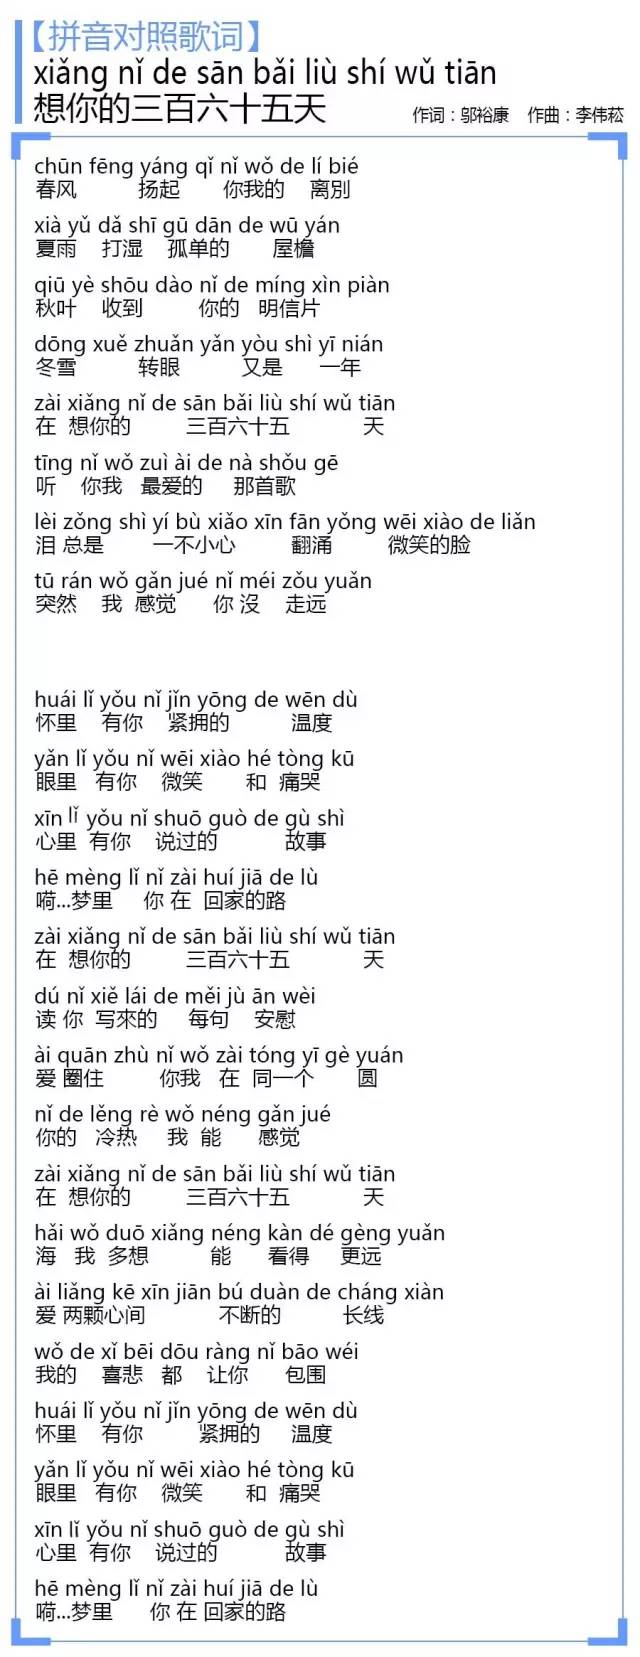 【拼音对照歌词】
xiǎng nǐ de sān bǎi liù shí wǔ tiān
想你的三百六十五天 作词:邬裕康 作曲:李伟菘
chūn fēng yáng qǐ nǐ wǒ de lí bié
春风 扬起 你我的 离別
xià yǔ dǎ shī gū dān de wū yán
夏雨 打湿 孤单的 屋檐
qiū yè shōu dào nǐ de míng xìn piàn
秋叶 收到 你的 明信片
dōng xuě zhuǎn yǎn yòu shì yī nián
冬雪 转眼 又是 一年
zài xiǎng nǐ de sān bǎi liù shí wǔ tiān
在 想你的 三百六十五 天
tīng nǐ wǒ zuì ài de nà shǒu gē
听 你我 最爱的 那首歌
lèi zǒng shì yí bù xiǎo xīn fān yǒng wēi xiào de liǎn
泪 总是 一不小心 翻涌 微笑的脸
tū rán wǒ gǎn jué nǐ méi zǒu yuǎn
突然 我 感觉 你 沒 走远
huái lǐ yǒu nǐ jǐn yōng de wēn dù
怀里 有你 紧拥的 温度
yǎn lǐ yǒu nǐ wēi xiào hé tòng kū
眼里 有你 微笑 和 痛哭
xīn lǐ yǒu nǐ shuō guò de gù shì
心里 有你 说过的 故事
hē mèng lǐ nǐ zài huí jiā de lù
嗬...梦里 你 在 回家的路
zài xiǎng nǐ de sān bǎi liù shí wǔ tiān
在 想你的 三百六十五 天
dú nǐ xiě lái de měi jù ān wèi
读 你 写來的 每句 安慰
ài quān zhù nǐ wǒ zài tóng yī gè yuán
爱 圈住 你我 在 同一个 圆
nǐ de lěng rè wǒ néng gǎn jué
你的 冷热 我 能 感觉
zài xiǎng nǐ de sān bǎi liù shí wǔ tiān
在 想你的 三百六十五 天
hǎi wǒ duō xiǎng néng kàn dé gèng yuǎn
海 我 多想 能 看得 更远
ài liǎng kē xīn jiān bú duàn de cháng xiàn
爱 两颗心间 不断的 长线
wǒ de xǐ bēi dōu ràng nǐ bāo wéi
我的 喜悲 都 让你 包围
huái lǐ yǒu nǐ jǐn yōng de wēn dù
怀里 有你 紧拥的 温度
yǎn lǐ yǒu nǐ wēi xiào hé tòng kū
眼里 有你 微笑 和 痛哭
xīn lǐ yǒu nǐ shuō guò de gù shì
心里 有你 说过的 故事
hē mèng lǐ nǐ zài huí jiā de lù
嗬...梦里 你 在 回家的路